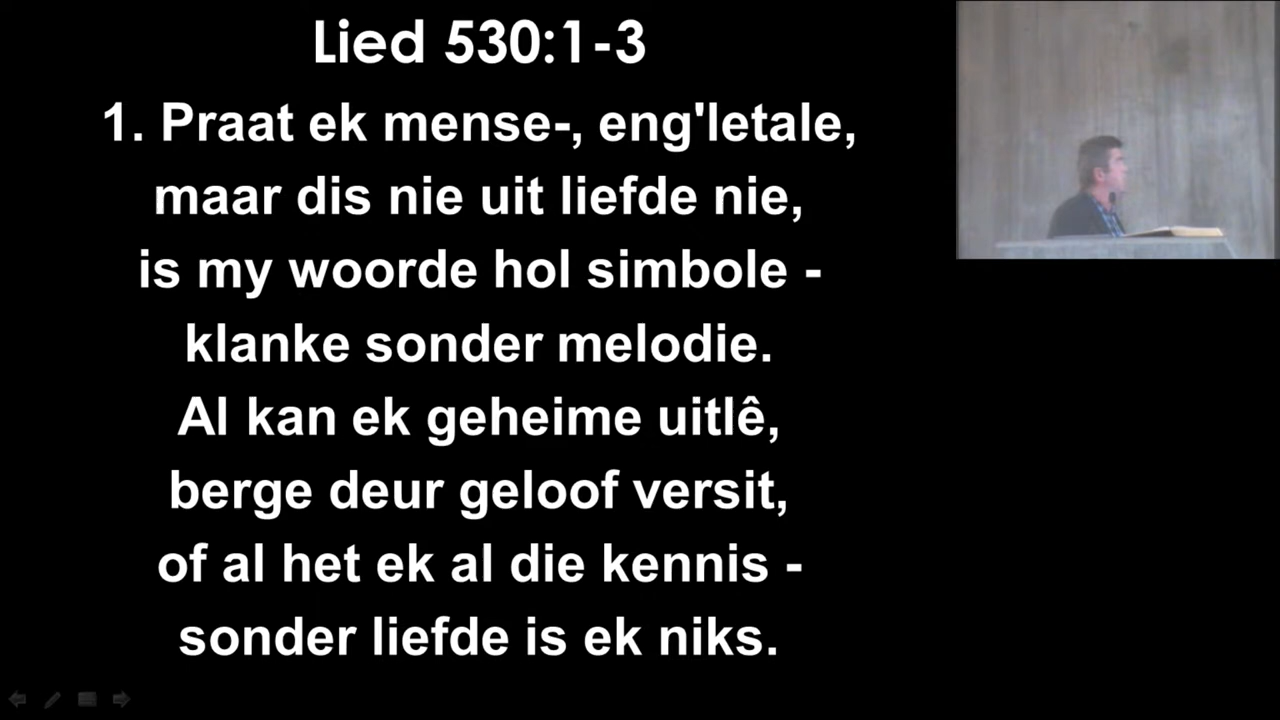 Lied 530:1-3
1. Praat ek mense-, eng'letale,
maar dis nie uit liefde nie,
is my woorde hol simbole -
klanke sonder melodie.
Al kan ek geheime uitlê,
berge deur geloof versit,
of al het ek al die kennis -
sonder liefde is ek niks.